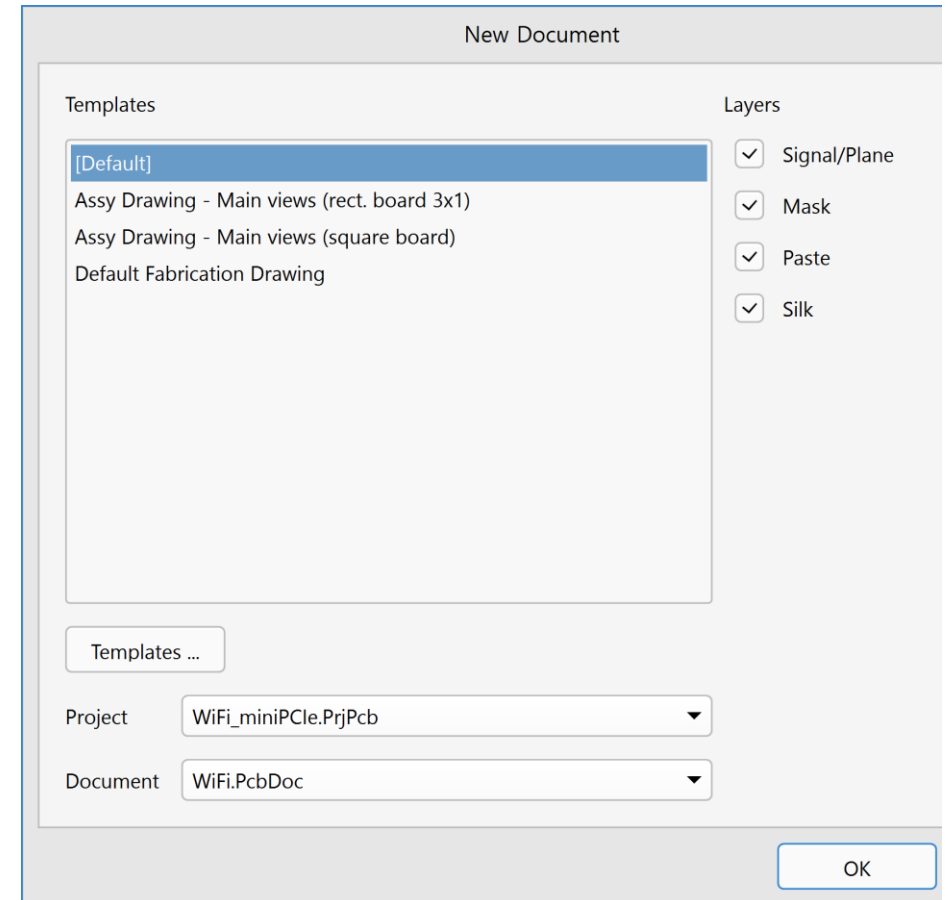 New Document
Templates
Layers
[Default]
Assy Drawing - Main views (rect. board 3x1)
Assy Drawing - Main views (square board)
Default Fabrication Drawing
Signal/Plane
Mask
Paste
Silk
Templates ...
Project
WiFi_miniPCIe.PrjPcb
Document
WiFi.PcbDoc
OK